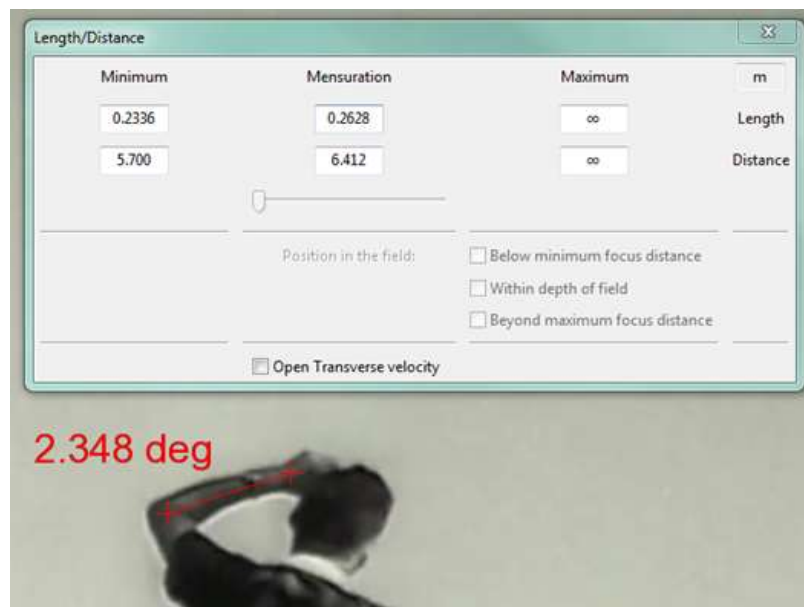 Length/Distance
Minimum Mensuration Maximum m
0.2336 0.2628 ∞ Length
5.700 6.412 ∞ Distance
Position in the field: Below minimum focus distance
Within depth of field
Beyond maximum focus distance
Open Transverse velocity
2.348 deg